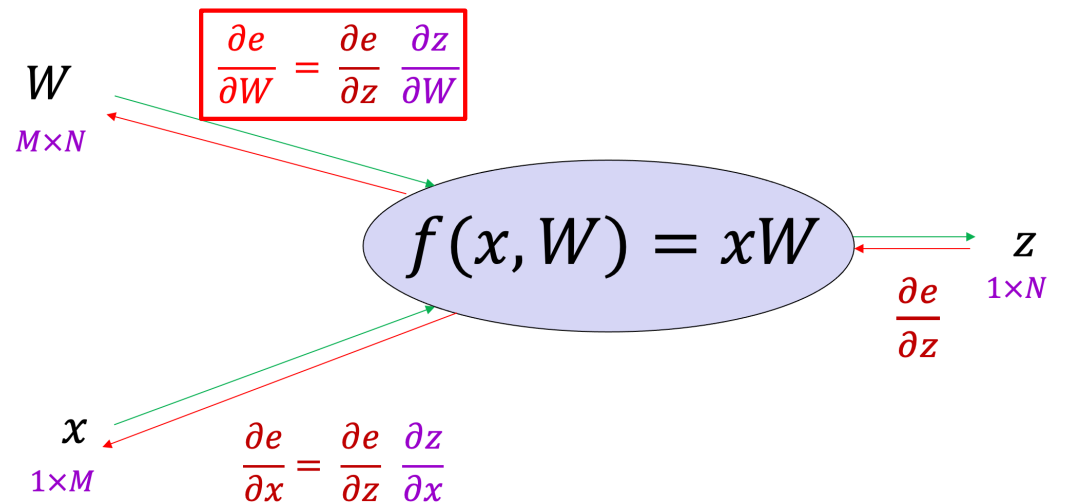 ∂e/∂W = ∂e/∂z ∂z/∂W
W
M×N
f(x, W) = xW
z
1×N
∂e/∂z
x
1×M
∂e/∂x = ∂e/∂z ∂z/∂x